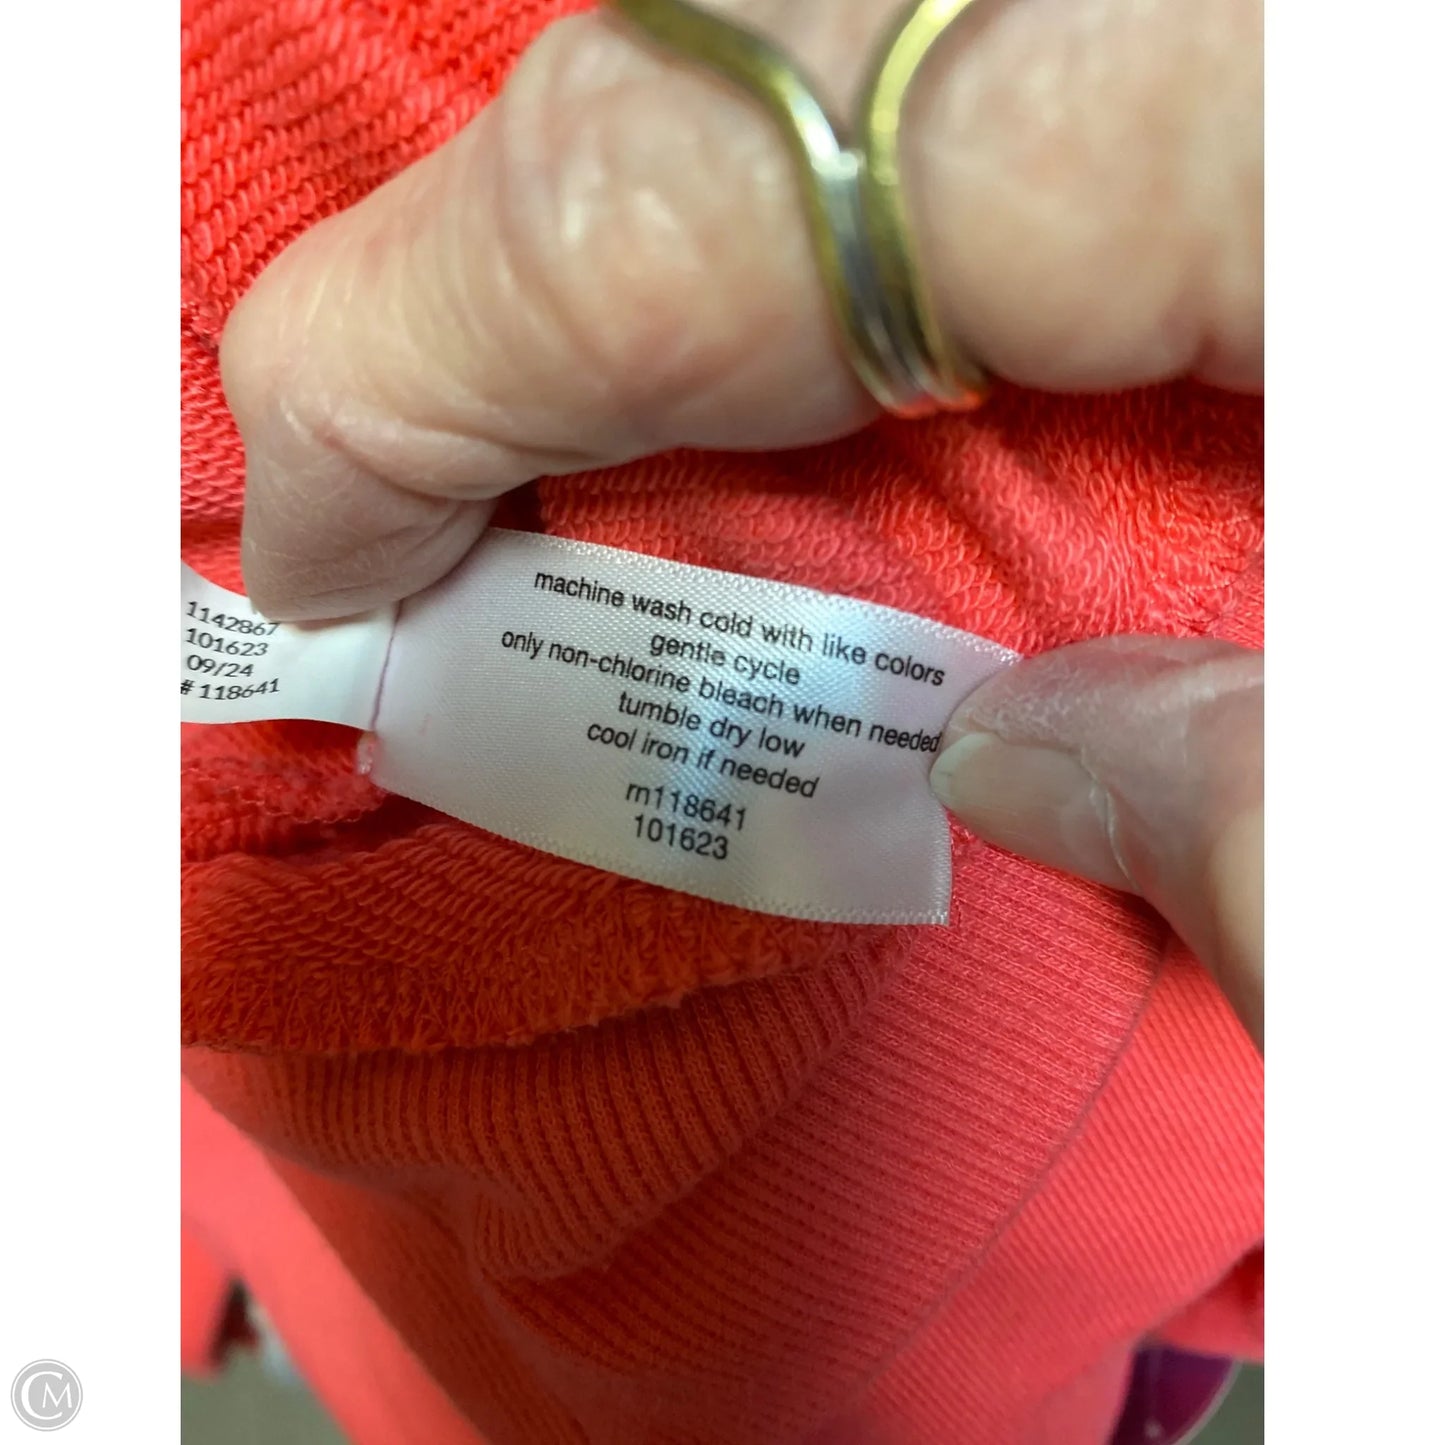 1142867
101623
09/24
# 118641
machine wash cold with like colors
gentle cycle
only non-chlorine bleach when needed
tumble dry low
cool iron if needed
rn118641
101623
CM